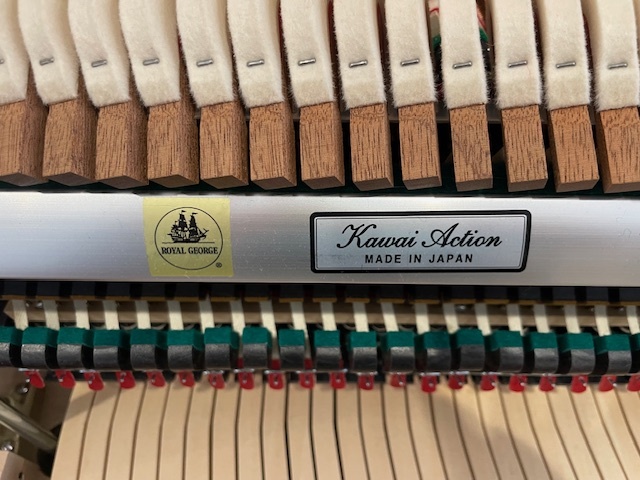 ROYAL GEORGE
®
Kawai Action
MADE IN JAPAN